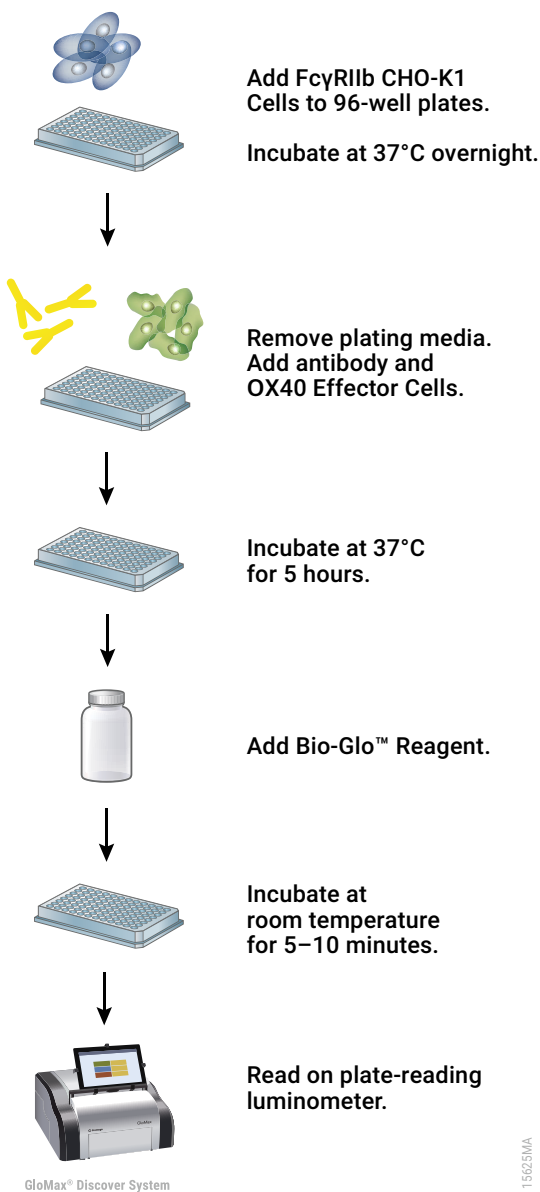 Add FcγRIIb CHO-K1
Cells to 96-well plates.
Incubate at 37°C overnight.
Remove plating media.
Add antibody and
OX40 Effector Cells.
Incubate at 37°C
for 5 hours.
Add Bio-Glo™ Reagent.
Incubate at
room temperature
for 5–10 minutes.
Read on plate-reading
luminometer.
GloMax
GloMax® Discover System
15625MA